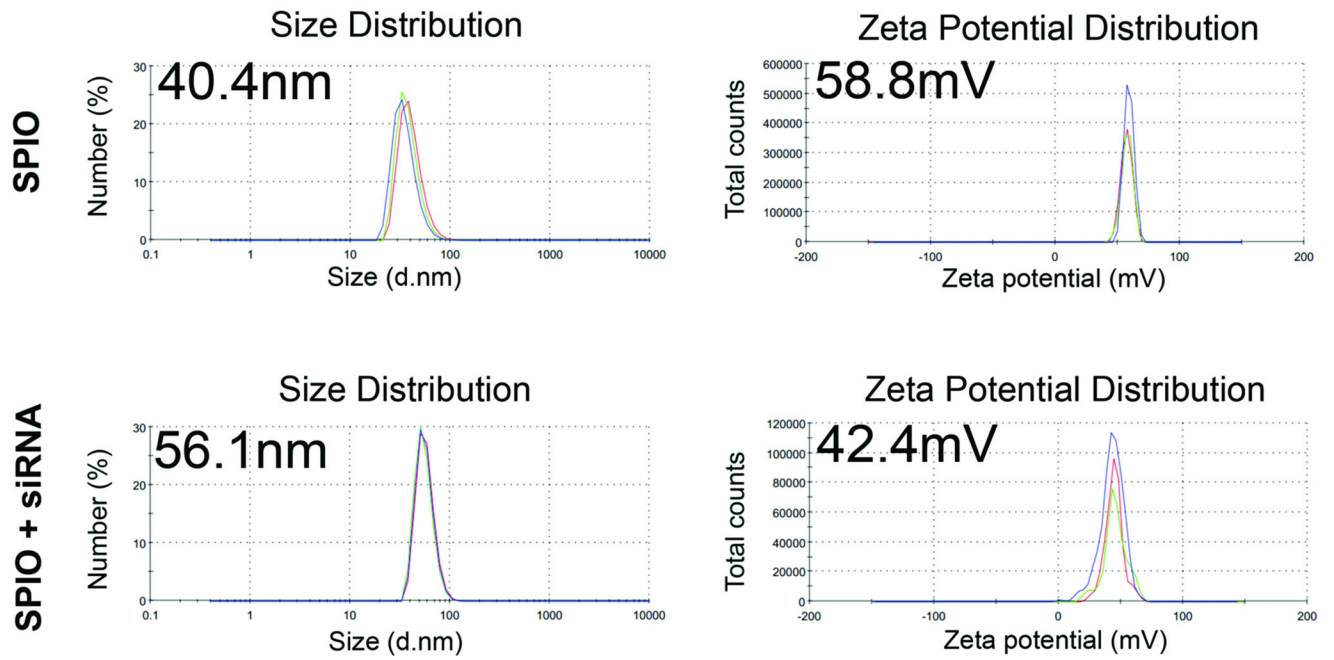 Size Distribution
Zeta Potential Distribution
SPIO
Number (%)
40.4nm
30
20
10
0
0.1 1 10 100 1000 10000
Size (d.nm)
Total counts
58.8mV
600000
500000
400000
300000
200000
100000
0
-200 -100 0 100 200
Zeta potential (mV)
Size Distribution
Zeta Potential Distribution
SPIO + siRNA
Number (%)
56.1nm
30
20
10
0
0.1 1 10 100 1000 10000
Size (d.nm)
Total counts
42.4mV
120000
100000
80000
60000
40000
20000
0
-200 -100 0 100 200
Zeta potential (mV)